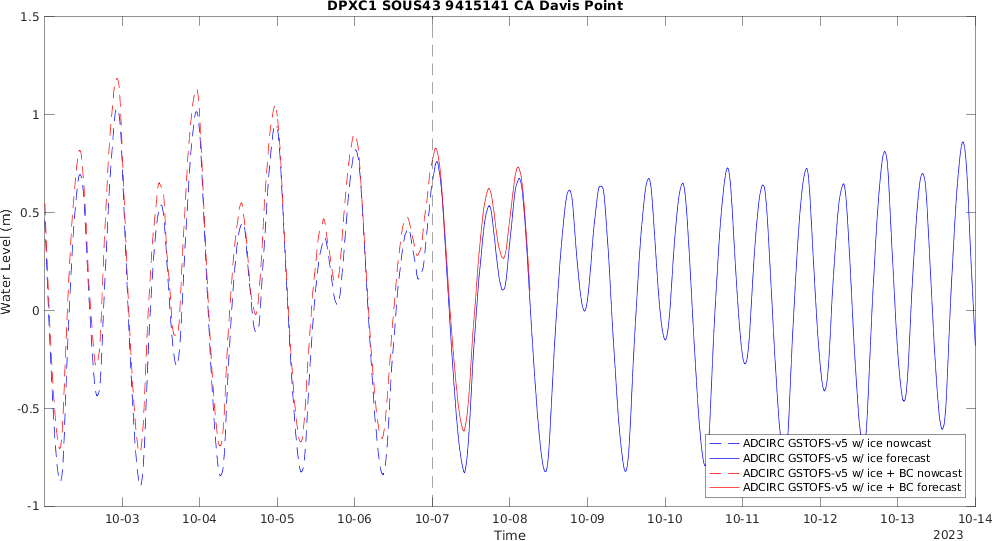 DPXC1 SOUS43 9415141 CA Davis Point
Water Level (m)
1.5
1
0.5
0
-0.5
-1
10-03 10-04 10-05 10-06 10-07 10-08 10-09 10-10 10-11 10-12 10-13 10-14
Time
2023
ADCIRC GSTOFS-v5 w/ ice nowcast
ADCIRC GSTOFS-v5 w/ ice forecast
ADCIRC GSTOFS-v5 w/ ice + BC nowcast
ADCIRC GSTOFS-v5 w/ ice + BC forecast